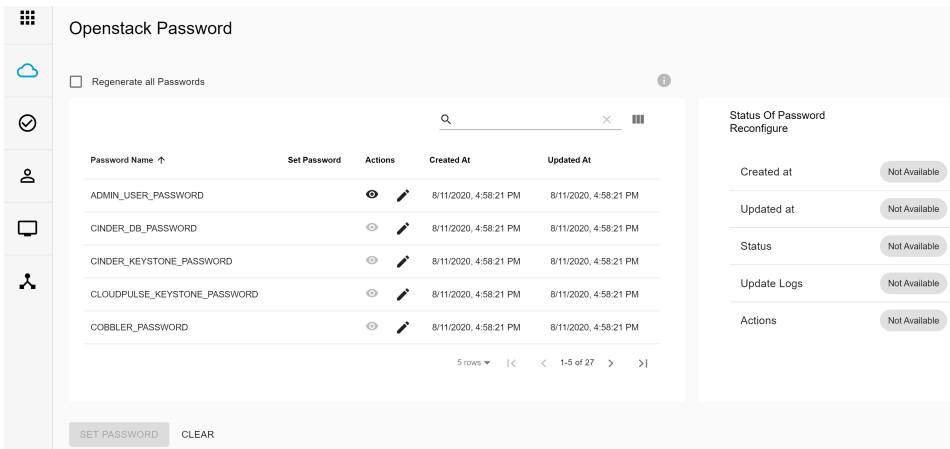 Openstack Password
Regenerate all Passwords
Password Name Set Password Actions Created At Updated At
ADMIN_USER_PASSWORD 8/11/2020, 4:58:21 PM 8/11/2020, 4:58:21 PM
CINDER_DB_PASSWORD 8/11/2020, 4:58:21 PM 8/11/2020, 4:58:21 PM
CINDER_KEYSTONE_PASSWORD 8/11/2020, 4:58:21 PM 8/11/2020, 4:58:21 PM
CLOUDPULSE_KEYSTONE_PASSWORD 8/11/2020, 4:58:21 PM 8/11/2020, 4:58:21 PM
COBBLER_PASSWORD 8/11/2020, 4:58:21 PM 8/11/2020, 4:58:21 PM
5 rows 1-5 of 27
SET PASSWORD CLEAR
Status Of Password
Reconfigure
Created at Not Available
Updated at Not Available
Status Not Available
Update Logs Not Available
Actions Not Available